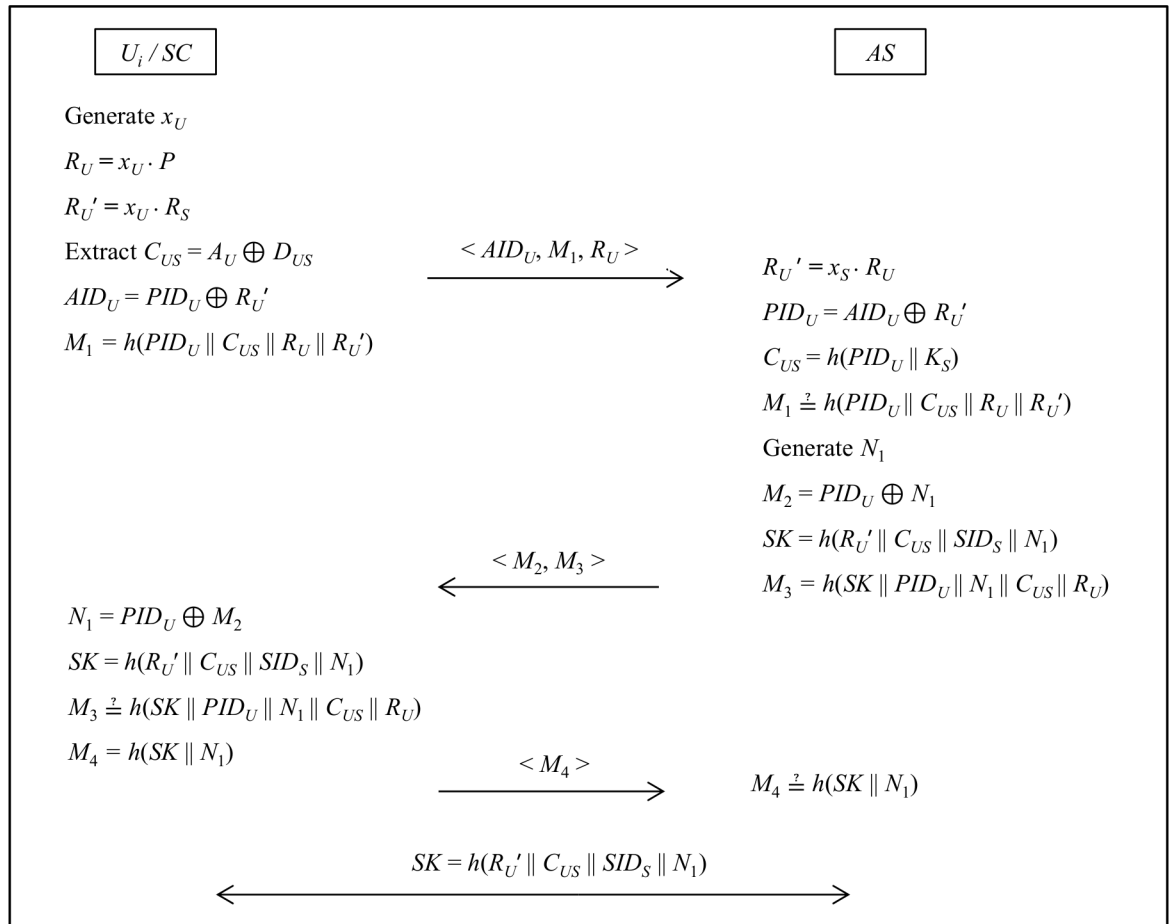 U_i / SC
AS
Generate x_U
R_U = x_U · P
R_U′ = x_U · R_S
Extract C_US = A_U ⊕ D_US
AID_U = PID_U ⊕ R_U′
M_1 = h(PID_U || C_US || R_U || R_U′)
< AID_U, M_1, R_U >
R_U′ = x_S · R_U
PID_U = AID_U ⊕ R_U′
C_US = h(PID_U || K_S)
M_1 ≟ h(PID_U || C_US || R_U || R_U′)
Generate N_1
M_2 = PID_U ⊕ N_1
SK = h(R_U′ || C_US || SID_S || N_1)
M_3 = h(SK || PID_U || N_1 || C_US || R_U)
< M_2, M_3 >
N_1 = PID_U ⊕ M_2
SK = h(R_U′ || C_US || SID_S || N_1)
M_3 ≟ h(SK || PID_U || N_1 || C_US || R_U)
M_4 = h(SK || N_1)
< M_4 >
M_4 ≟ h(SK || N_1)
SK = h(R_U′ || C_US || SID_S || N_1)